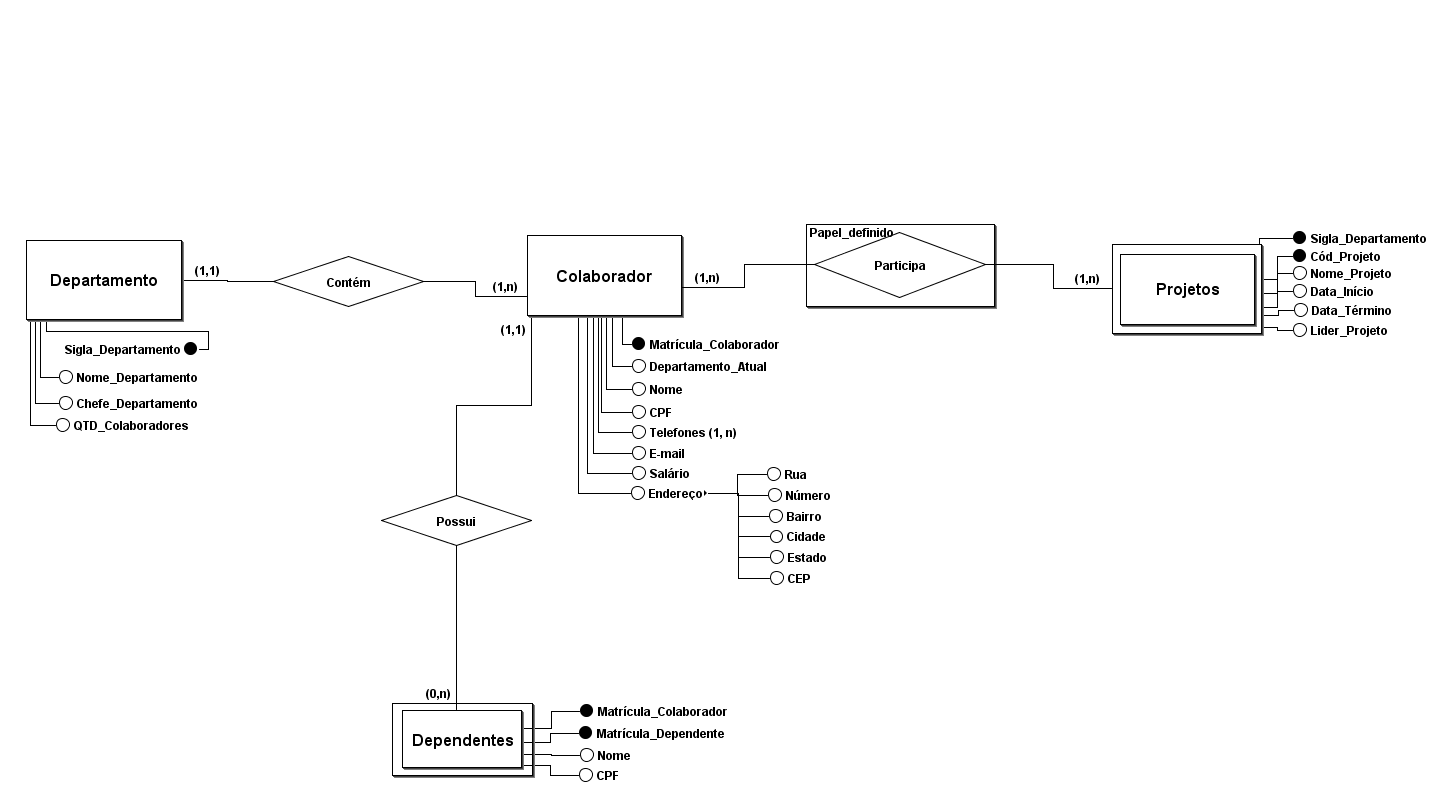 Departamento
(1,1)
Contém
(1,n)
Colaborador
(1,n)
Papel_definido
Participa
(1,n)
Projetos
Sigla_Departamento
Cód_Projeto
Nome_Projeto
Data_Início
Data_Término
Lider_Projeto
Sigla_Departamento
Nome_Departamento
Chefe_Departamento
QTD_Colaboradores
(1,1)
Matrícula_Colaborador
Departamento_Atual
Nome
CPF
Telefones (1, n)
E-mail
Salário
Endereço
Rua
Número
Bairro
Cidade
Estado
CEP
Possui
(0,n)
Dependentes
Matrícula_Colaborador
Matrícula_Dependente
Nome
CPF